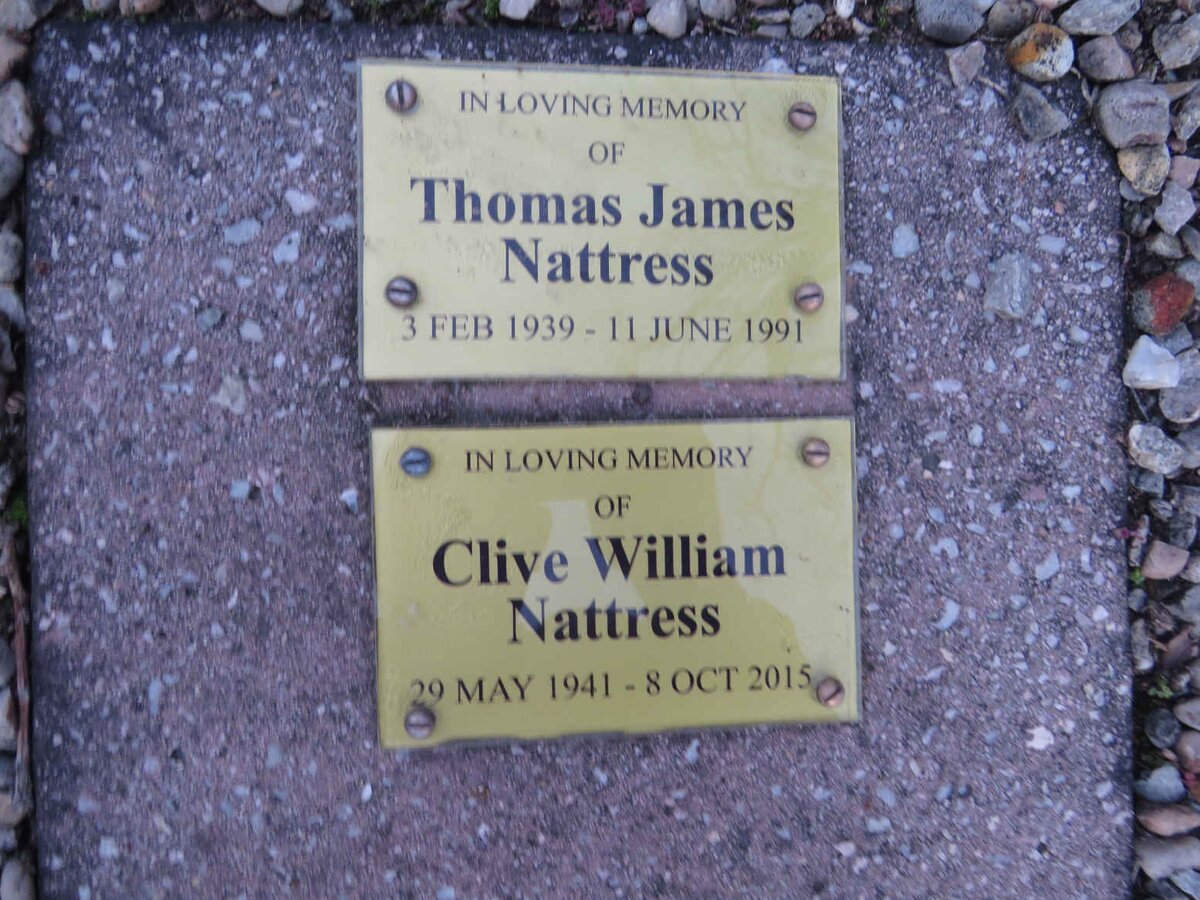 IN LOVING MEMORY
OF
Thomas James
Nattress
3 FEB 1939 - 11 JUNE 1991
IN LOVING MEMORY
OF
Clive William
Nattress
29 MAY 1941 - 8 OCT 2015